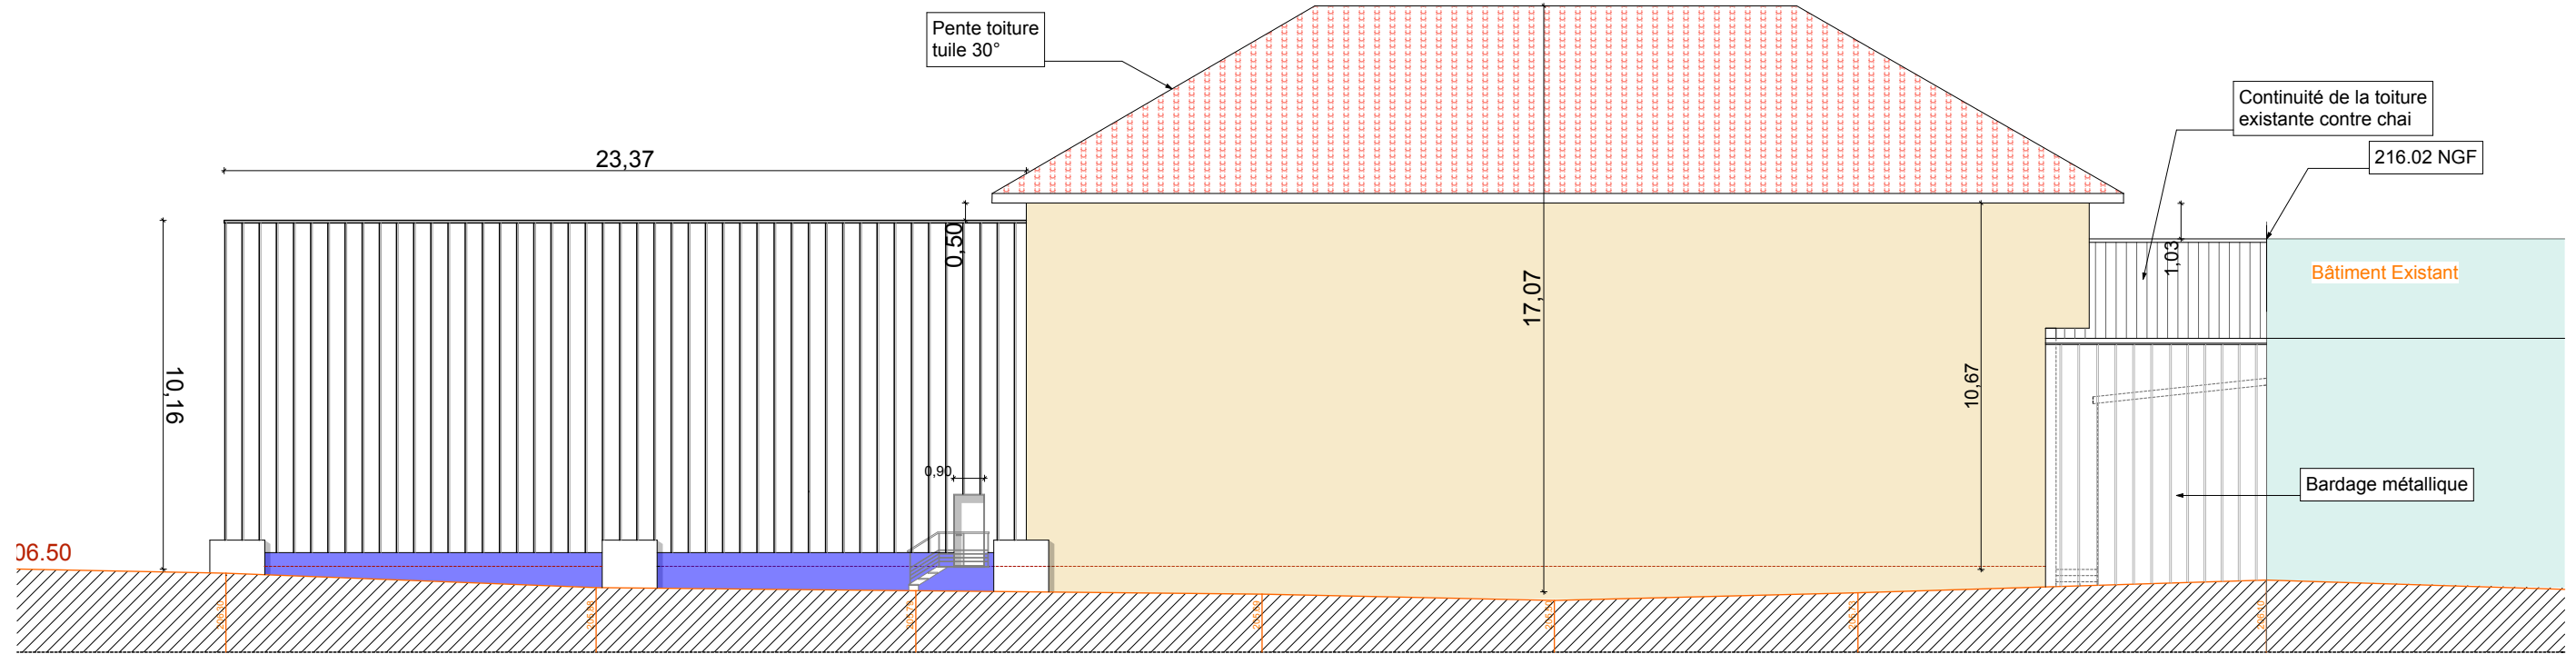 Pente toiture
tuile 30°
Continuité de la toiture
existante contre chai
216.02 NGF
23,37
0,50
1,03
Bâtiment Existant
17,07
10,16
10,67
0,90
Bardage métallique
06.50